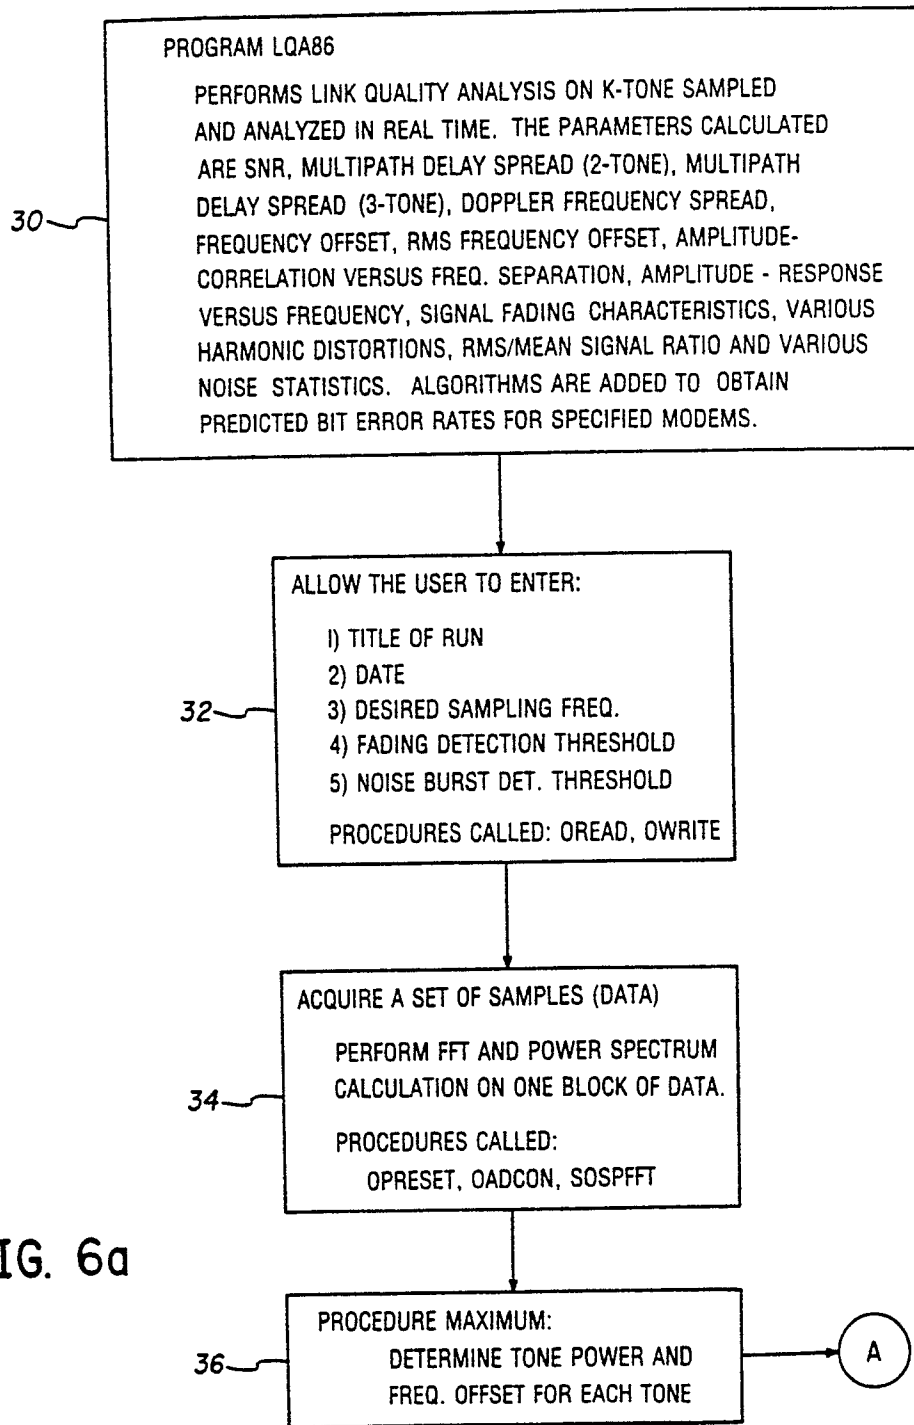 PROGRAM LQA86
PERFORMS LINK QUALITY ANALYSIS ON K-TONE SAMPLED
AND ANALYZED IN REAL TIME. THE PARAMETERS CALCULATED
ARE SNR, MULTIPATH DELAY SPREAD (2-TONE), MULTIPATH
DELAY SPREAD (3-TONE), DOPPLER FREQUENCY SPREAD,
FREQUENCY OFFSET, RMS FREQUENCY OFFSET, AMPLITUDE-
CORRELATION VERSUS FREQ. SEPARATION, AMPLITUDE - RESPONSE
VERSUS FREQUENCY, SIGNAL FADING CHARACTERISTICS, VARIOUS
HARMONIC DISTORTIONS, RMS/MEAN SIGNAL RATIO AND VARIOUS
NOISE STATISTICS. ALGORITHMS ARE ADDED TO OBTAIN
PREDICTED BIT ERROR RATES FOR SPECIFIED MODEMS.
30
ALLOW THE USER TO ENTER:
1) TITLE OF RUN
2) DATE
3) DESIRED SAMPLING FREQ.
4) FADING DETECTION THRESHOLD
5) NOISE BURST DET. THRESHOLD
PROCEDURES CALLED: OREAD, OWRITE
32
ACQUIRE A SET OF SAMPLES (DATA)
PERFORM FFT AND POWER SPECTRUM
CALCULATION ON ONE BLOCK OF DATA.
PROCEDURES CALLED:
OPRESET, OADCON, SOSPFFT
34
IG. 6a
PROCEDURE MAXIMUM:
DETERMINE TONE POWER AND
FREQ. OFFSET FOR EACH TONE
36
A